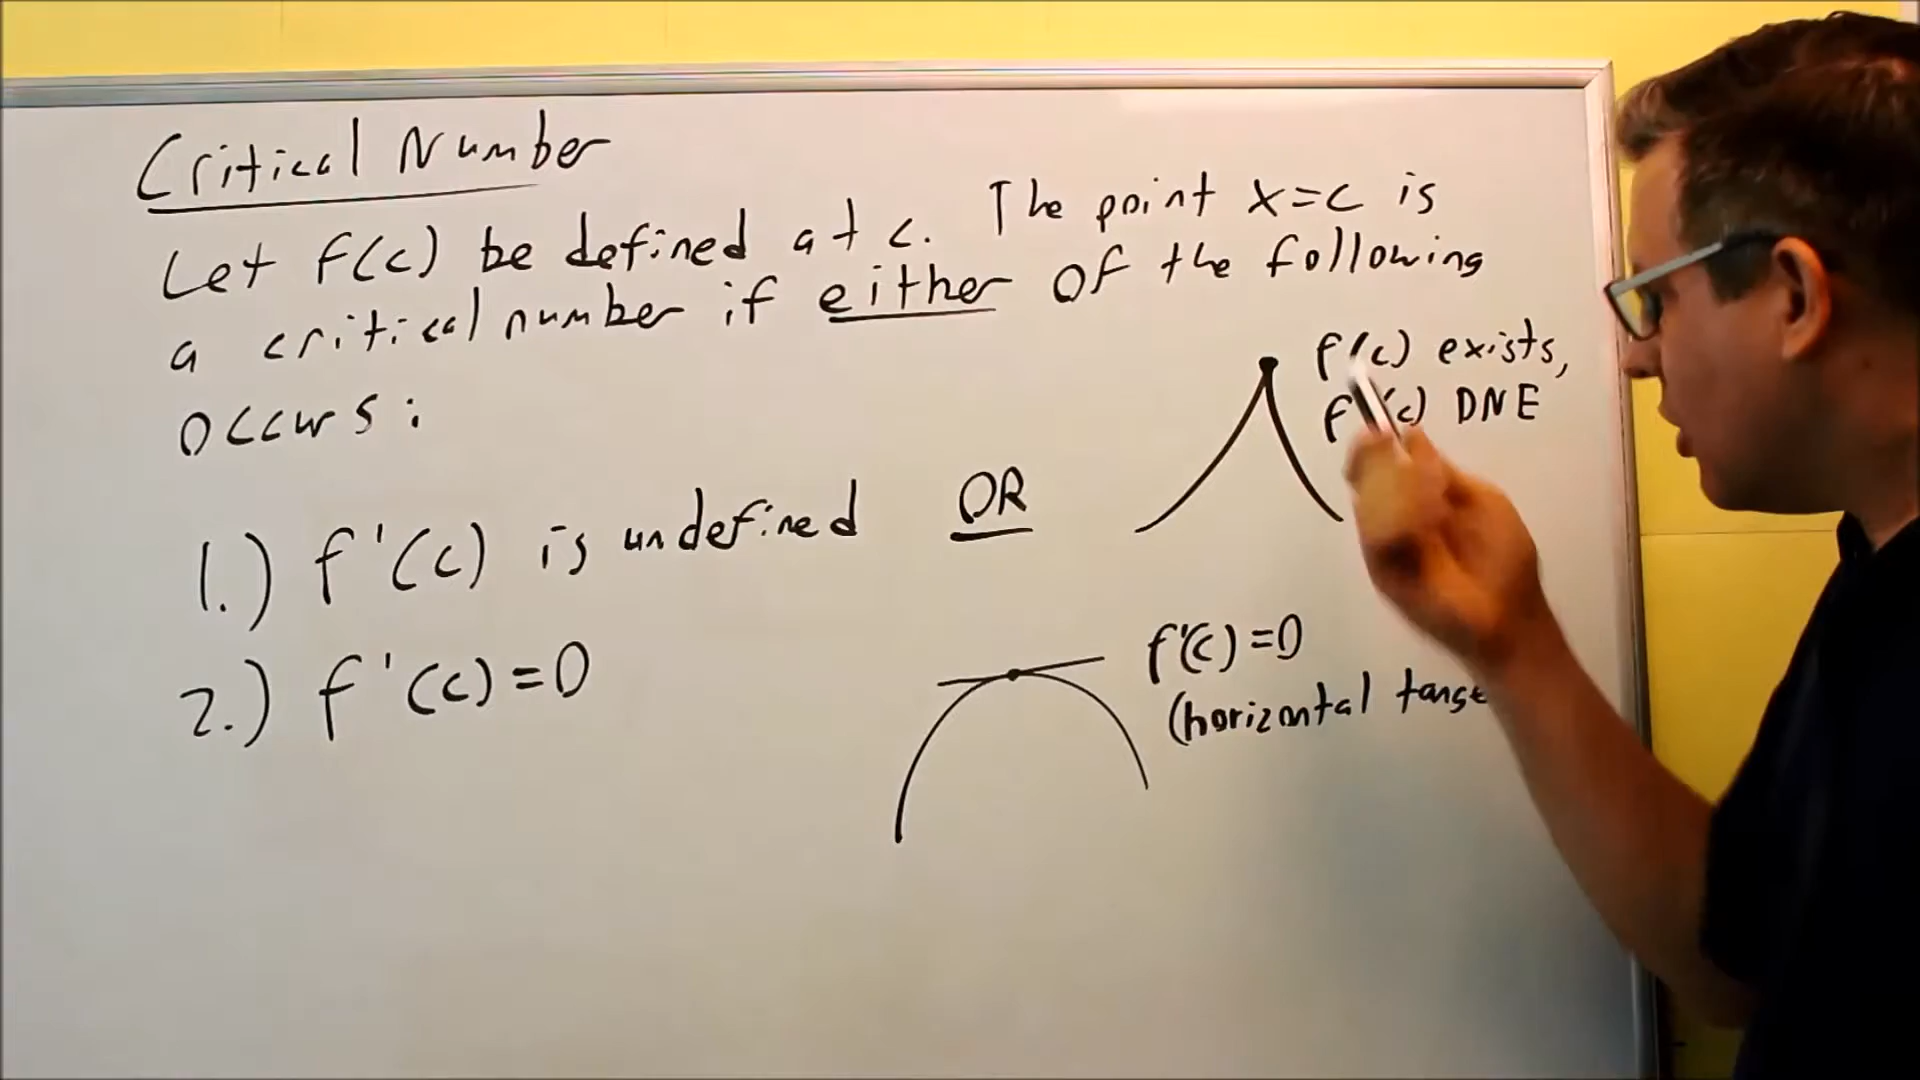 Critical Number
Let f(c) be defined at c. The point x=c is
a critical number if either of the following
occurs:
f(c) exists,
f'(c) DNE
1.) f'(c) is undefined OR
2.) f'(c)=0
f'(c)=0
(horizontal